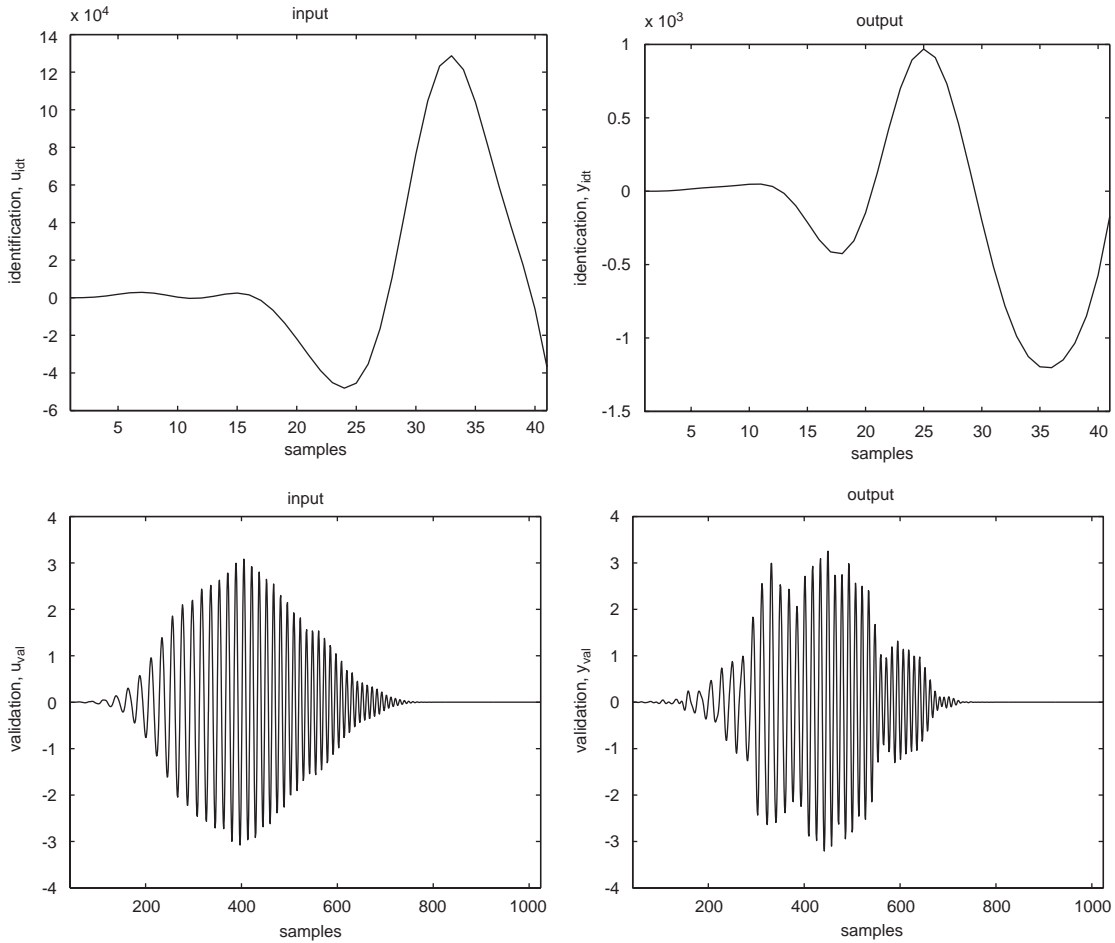 x 10⁴
input
14
12
10
8
6
4
2
0
-2
-4
-6
identification, u_idt
5 10 15 20 25 30 35 40
samples
x 10³
output
1
0.5
0
-0.5
-1
-1.5
identication, y_idt
5 10 15 20 25 30 35 40
samples
input
4
3
2
1
0
-1
-2
-3
-4
validation, u_val
200 400 600 800 1000
samples
output
4
3
2
1
0
-1
-2
-3
-4
validation, y_val
200 400 600 800 1000
samples